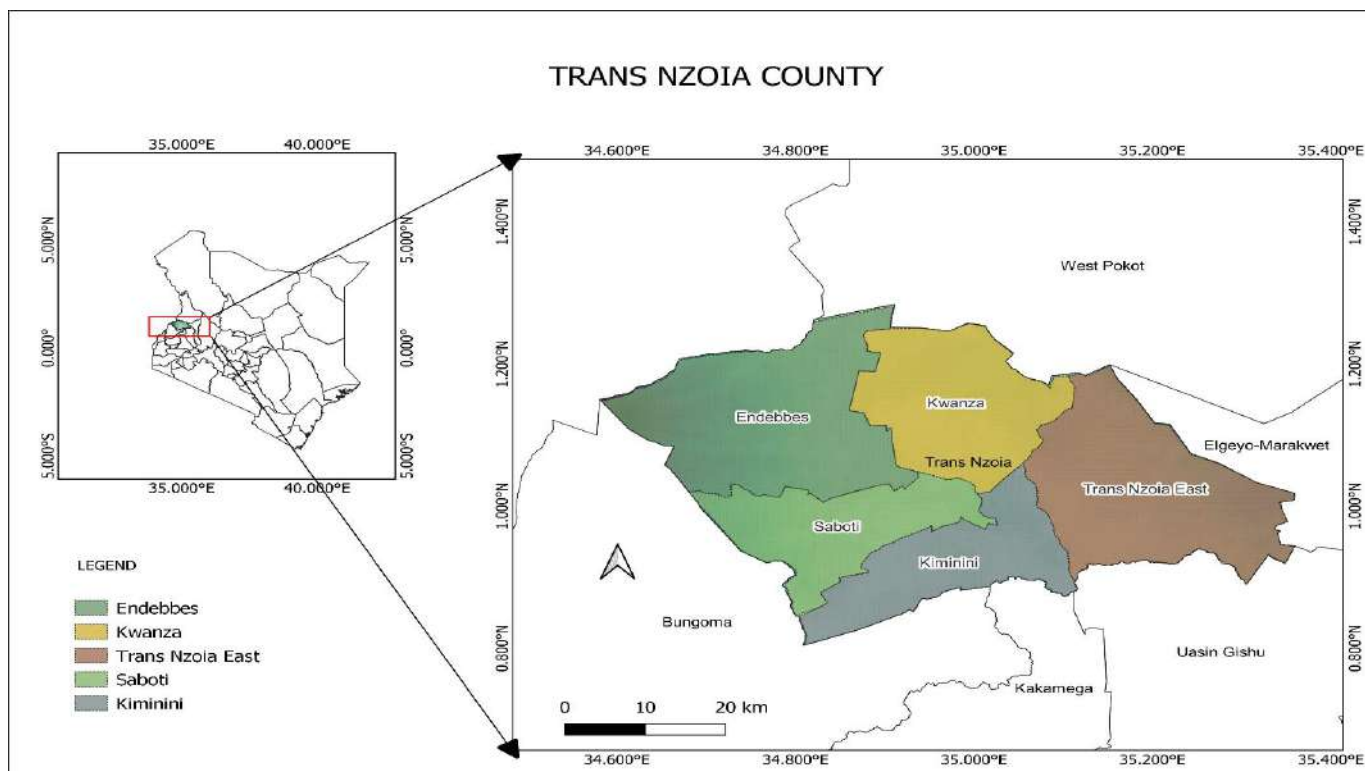 TRANS NZOIA COUNTY
35.000°E 40.000°E
5.000°N 5.000°N
0.000° 0.000°
5.000°S 5.000°S
35.000°E 40.000°E
LEGEND
Endebbes
Kwanza
Trans Nzoia East
Saboti
Kiminini
34.600°E 34.800°E 35.000°E 35.200°E 35.400°E
1.400°N 1.400°N
West Pokot
1.200°N 1.200°N
Endebbes
Kwanza
Elgeyo-Marakwet
Trans Nzoia
Trans Nzoia East
1.000°N 1.000°N
Saboti
Kiminini
Bungoma
0.800°N 0.800°N
Uasin Gishu
Kakamega
0 10 20 km
34.600°E 34.800°E 35.000°E 35.200°E 35.400°E